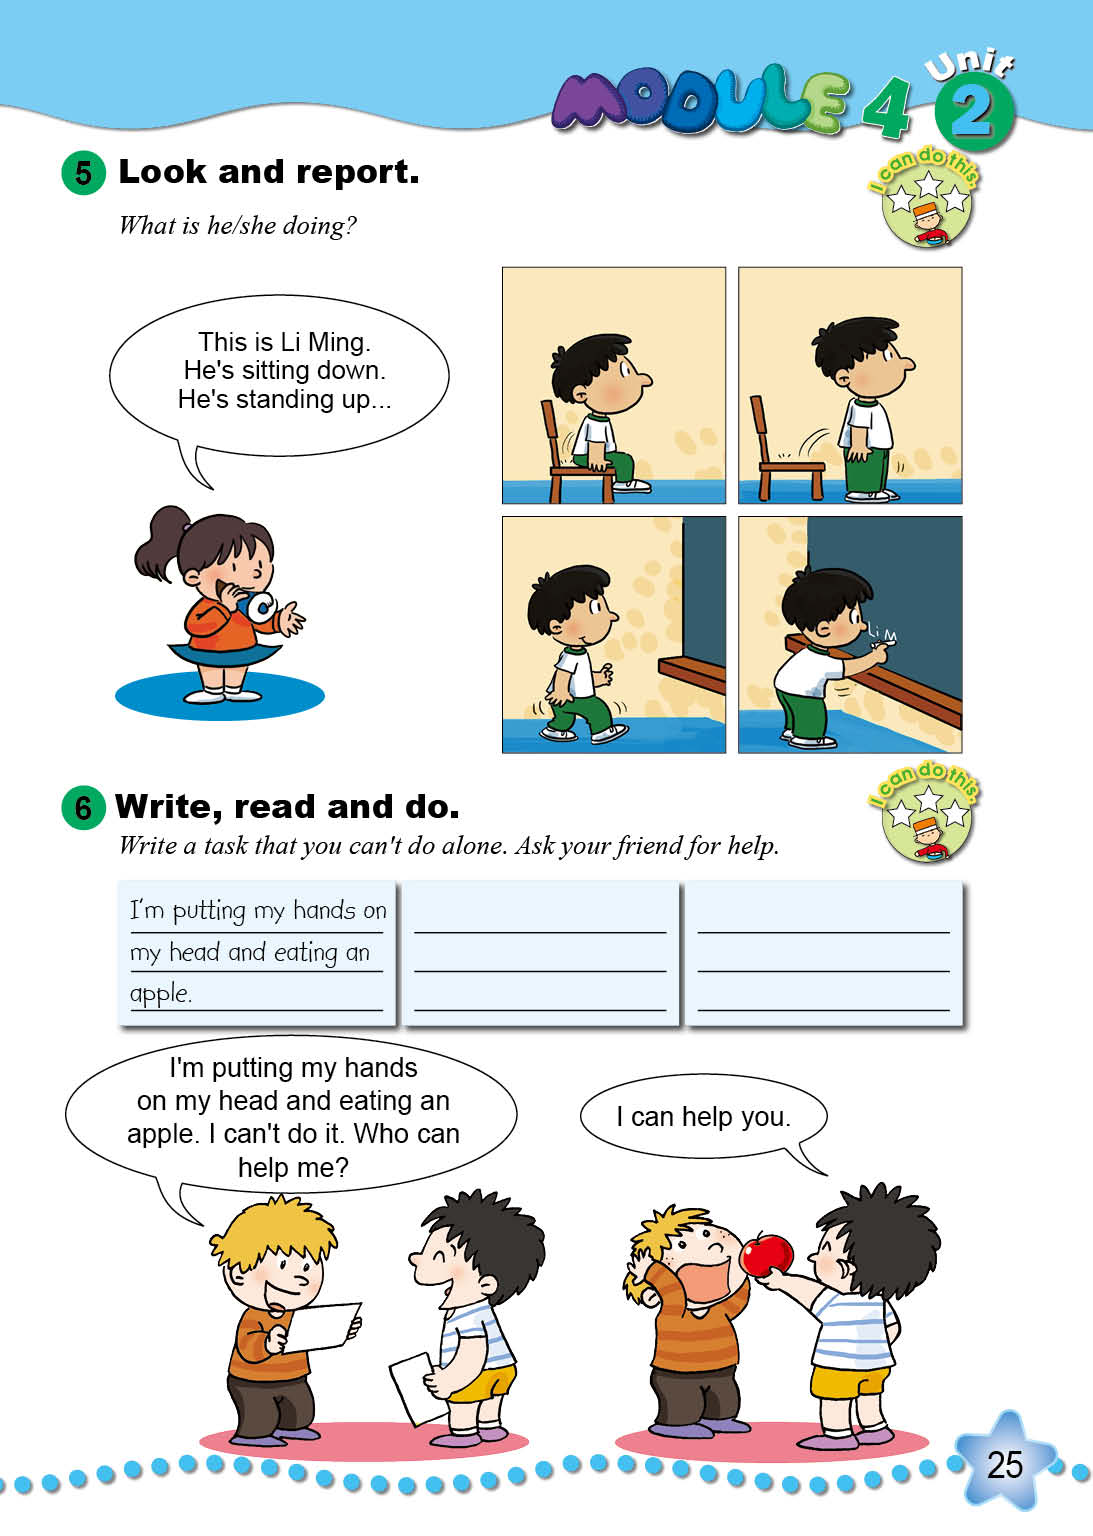 MODULE 4 Unit 2
5 Look and report.
I can do this.
What is he/she doing?
This is Li Ming.
He's sitting down.
He's standing up...
Li M
6 Write, read and do.
I can do this.
Write a task that you can't do alone. Ask your friend for help.
I'm putting my hands on
my head and eating an
apple.
I'm putting my hands
on my head and eating an
apple. I can't do it. Who can
help me?
I can help you.
25